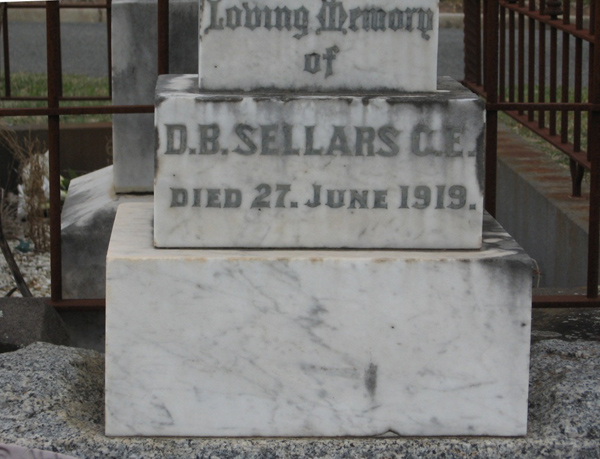 Loving Memory
of
D.B. SELLARS C.E.
DIED 27. JUNE 1919.